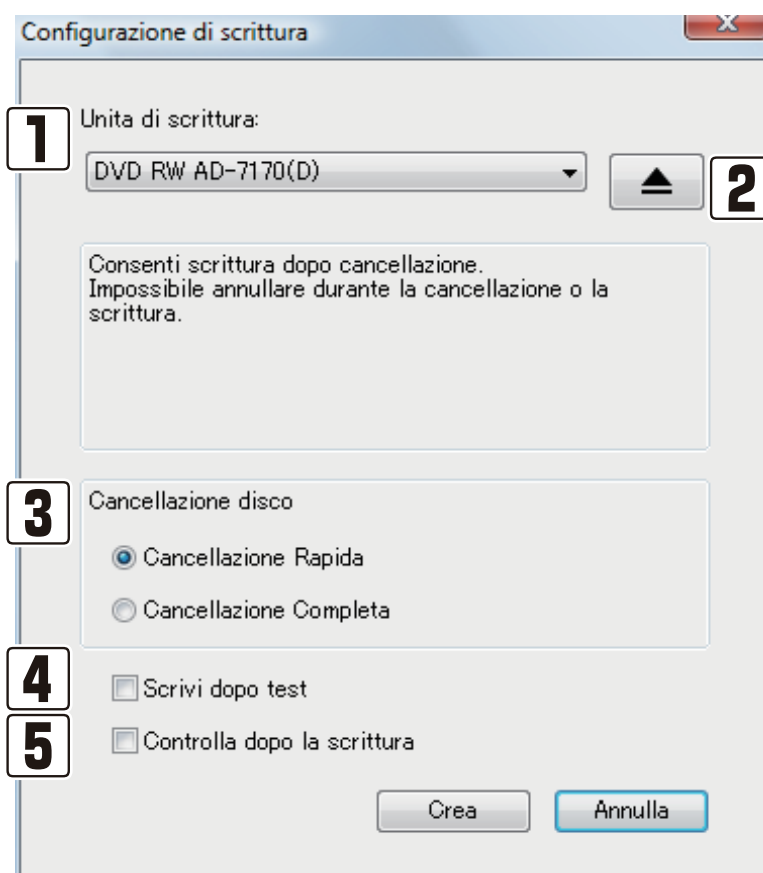 Configurazione di scrittura
X
1
Unita di scrittura:
DVD RW AD-7170(D)
2
Consenti scrittura dopo cancellazione.
Impossibile annullare durante la cancellazione o la
scrittura.
3
Cancellazione disco
Cancellazione Rapida
Cancellazione Completa
4
Scrivi dopo test
5
Controlla dopo la scrittura
Crea
Annulla